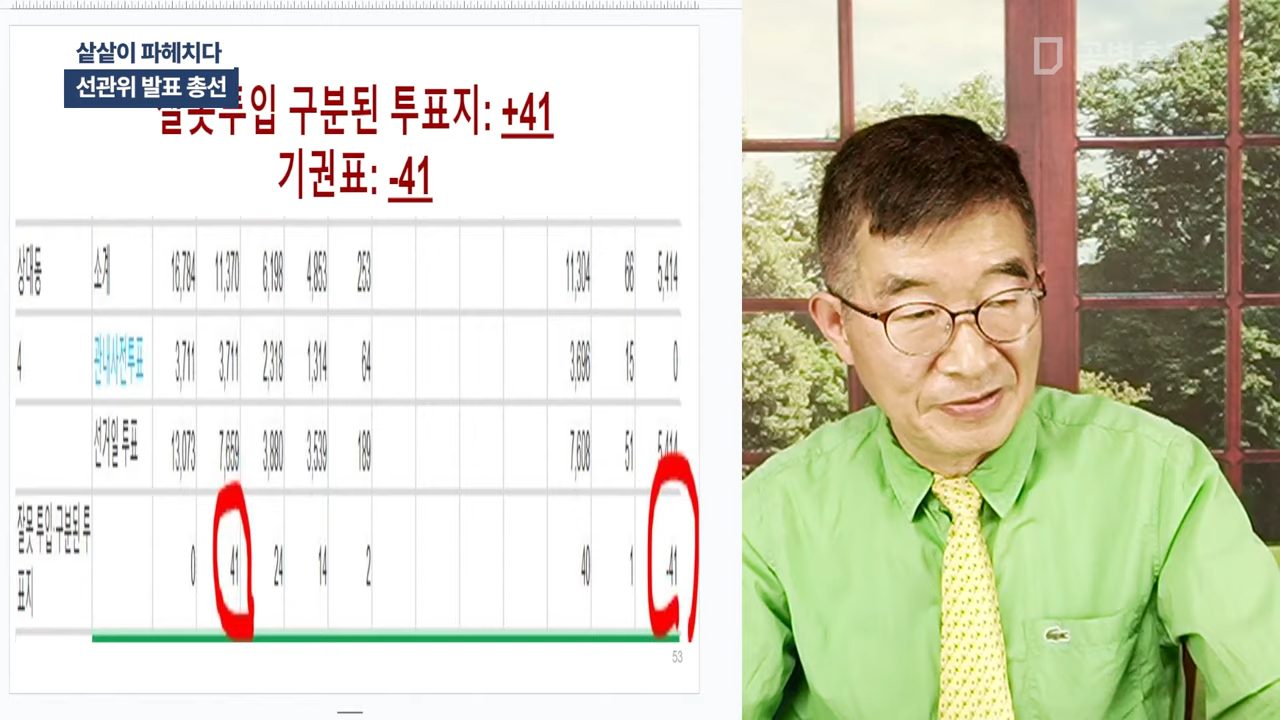 살살이 파헤치다
선관위 발표 총선
잘못 투입 구분된 투표지: +41
기권표: -41
상대동 소계 16,784 11,370 6,198 4,853 253 11,304 66 5,414
4 관내사전투표 3,711 3,711 2,318 1,314 64 3,696 15 0
선거일 투표 13,073 7,659 3,880 3,539 189 7,608 51 5,414
잘못 투입·구분된 투
표지 0 41 24 14 2 40 1 -41
53